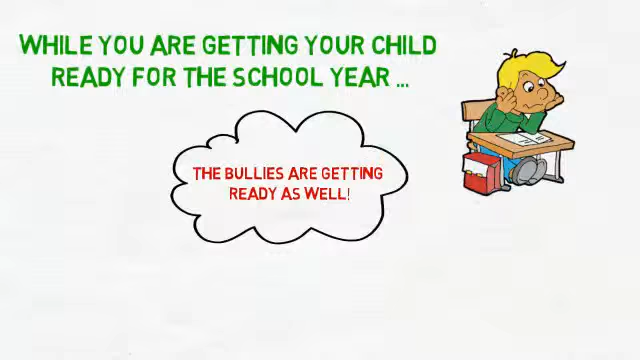 WHILE YOU ARE GETTING YOUR CHILD
READY FOR THE SCHOOL YEAR ...
THE BULLIES ARE GETTING
READY AS WELL!